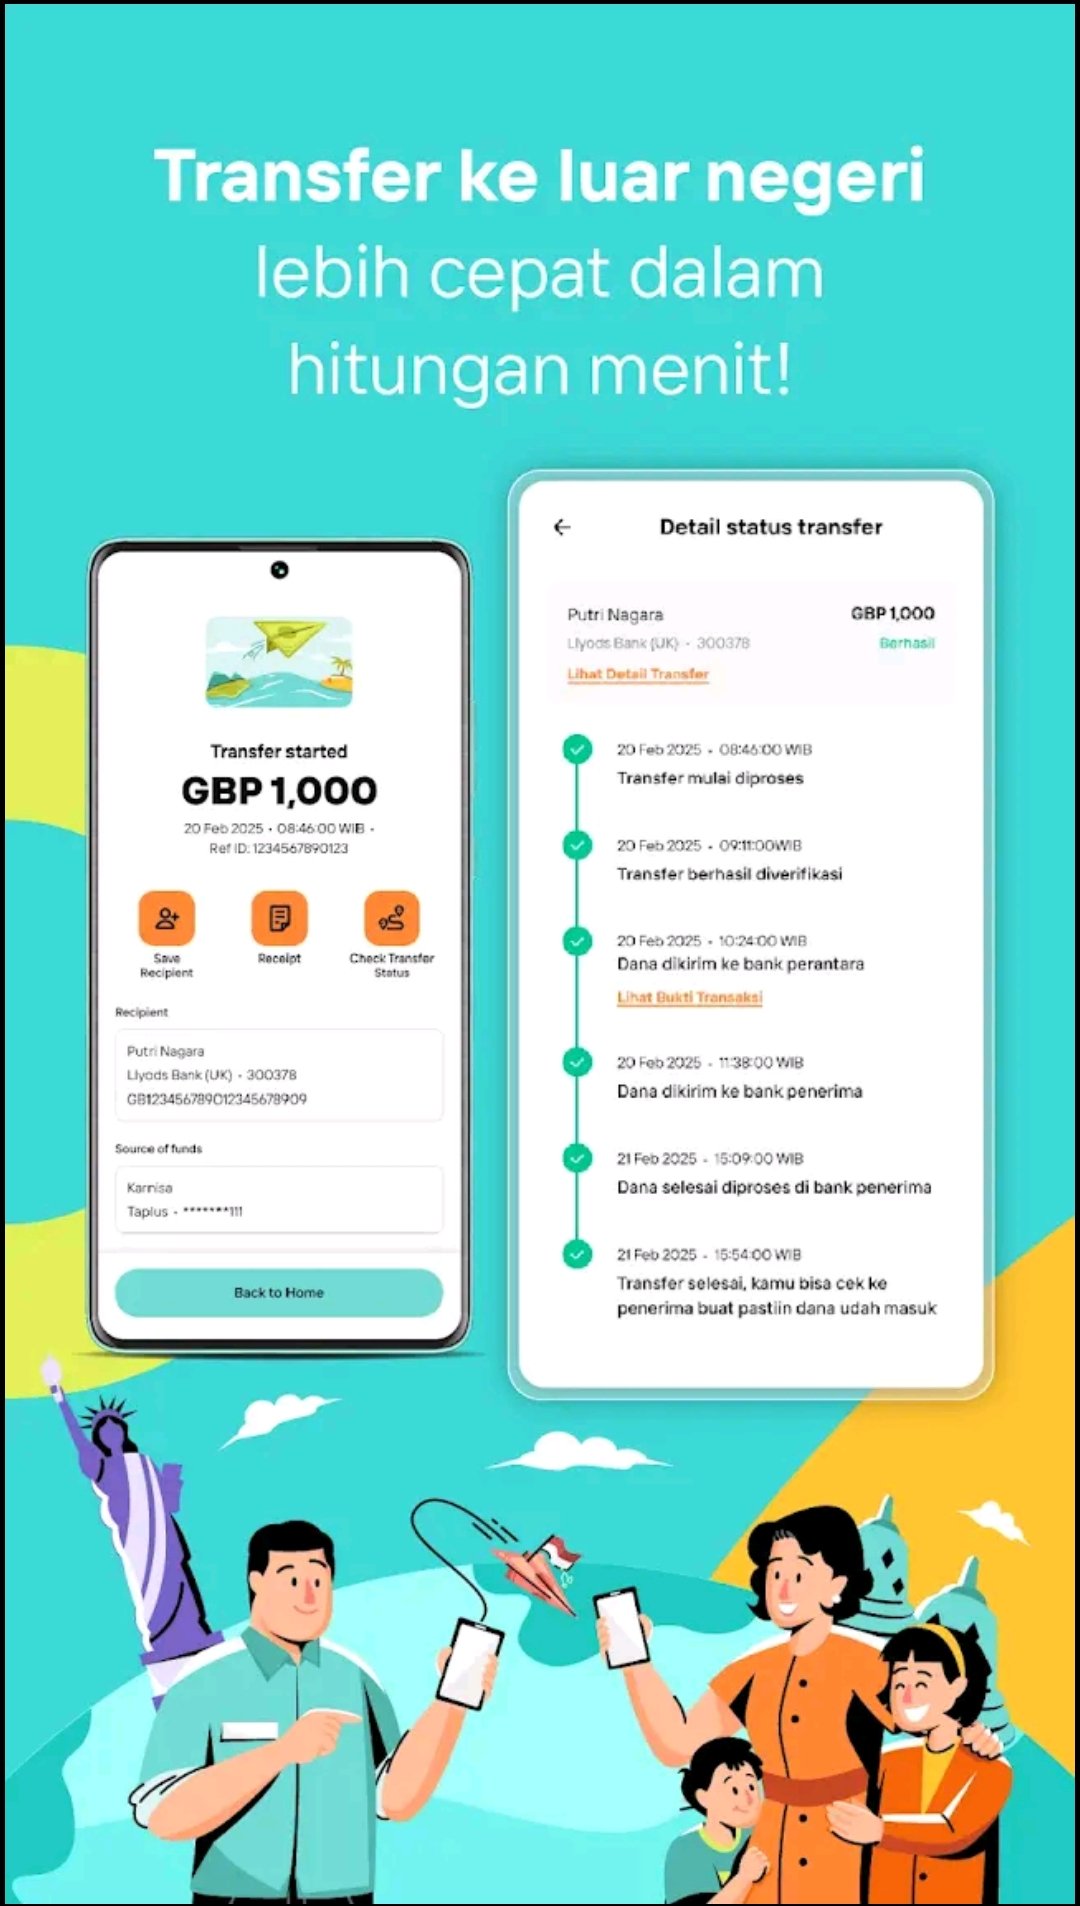 Transfer ke luar negeri
lebih cepat dalam
hitungan menit!
Transfer started
GBP 1,000
20 Feb 2025 • 08:46:00 WIB •
Ref ID: 1234567890123
Save
Recipient
Receipt
Check Transfer
Status
Recipient
Putri Nagara
Llyods Bank (UK) - 300378
GB123456789012345678909
Source of funds
Karnisa
Taplus - *******111
Back to Home
Detail status transfer
Putri Nagara
GBP 1,000
Llyods Bank (UK) - 300378
Berhasil
Lihat Detail Transfer
20 Feb 2025 - 08:46:00 WIB
Transfer mulai diproses
20 Feb 2025 - 09:11:00WIB
Transfer berhasil diverifikasi
20 Feb 2025 - 10:24:00 WIB
Dana dikirim ke bank perantara
Lihat Bukti Transaksi
20 Feb 2025 - 11:38:00 WIB
Dana dikirim ke bank penerima
21 Feb 2025 - 15:09:00 WIB
Dana selesai diproses di bank penerima
21 Feb 2025 - 15:54:00 WIB
Transfer selesai, kamu bisa cek ke
penerima buat pastiin dana udah masuk